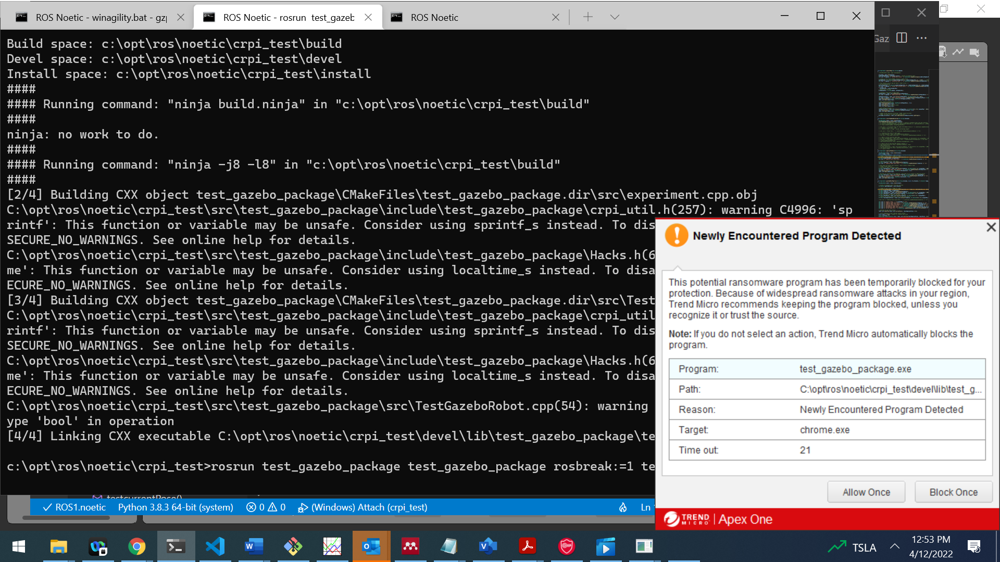 ROS Noetic - winagility.bat - gz
ROS Noetic - rosrun test_gazeb
ROS Noetic
Gaz
Build space: c:\opt\ros\noetic\crpi_test\build
Devel space: c:\opt\ros\noetic\crpi_test\devel
Install space: c:\opt\ros\noetic\crpi_test\install
####
#### Running command: "ninja build.ninja" in "c:\opt\ros\noetic\crpi_test\build"
####
ninja: no work to do.
####
#### Running command: "ninja -j8 -l8" in "c:\opt\ros\noetic\crpi_test\build"
####
[2/4] Building CXX object test_gazebo_package\CMakeFiles\test_gazebo_package.dir\src\experiment.cpp.obj
C:\opt\ros\noetic\crpi_test\src\test_gazebo_package\include\test_gazebo_package\crpi_util.h(257): warning C4996: 'sp
rintf': This function or variable may be unsafe. Consider using sprintf_s instead. To dis
SECURE_NO_WARNINGS. See online help for details.
C:\opt\ros\noetic\crpi_test\src\test_gazebo_package\include\test_gazebo_package\Hacks.h(6
me': This function or variable may be unsafe. Consider using localtime_s instead. To disa
ECURE_NO_WARNINGS. See online help for details.
[3/4] Building CXX object test_gazebo_package\CMakeFiles\test_gazebo_package.dir\src\Test
C:\opt\ros\noetic\crpi_test\src\test_gazebo_package\include\test_gazebo_package\crpi_util
rintf': This function or variable may be unsafe. Consider using sprintf_s instead. To dis
SECURE_NO_WARNINGS. See online help for details.
C:\opt\ros\noetic\crpi_test\src\test_gazebo_package\include\test_gazebo_package\Hacks.h(6
me': This function or variable may be unsafe. Consider using localtime_s instead. To disa
ECURE_NO_WARNINGS. See online help for details.
C:\opt\ros\noetic\crpi_test\src\test_gazebo_package\src\TestGazeboRobot.cpp(54): warning
ype 'bool' in operation
[4/4] Linking CXX executable C:\opt\ros\noetic\crpi_test\devel\lib\test_gazebo_package\te
c:\opt\ros\noetic\crpi_test>rosrun test_gazebo_package test_gazebo_package rosbreak:=1 te
Newly Encountered Program Detected
This potential ransomware program has been temporarily blocked for your
protection. Because of widespread ransomware attacks in your region,
Trend Micro recommends keeping the program blocked, unless you
recognize it or trust the source.
Note: If you do not select an action, Trend Micro automatically blocks the
program.
Program: test_gazebo_package.exe
Path: C:\opt\ros\noetic\crpi_test\devel\lib\test_g...
Reason: Newly Encountered Program Detected
Target: chrome.exe
Time out: 21
Allow Once Block Once
TREND MICRO | Apex One
testcurrentPose()
ROS1.noetic Python 3.8.3 64-bit (system) 0 0 (Windows) Attach (crpi_test) Ln
TSLA
12:53 PM
4/12/2022